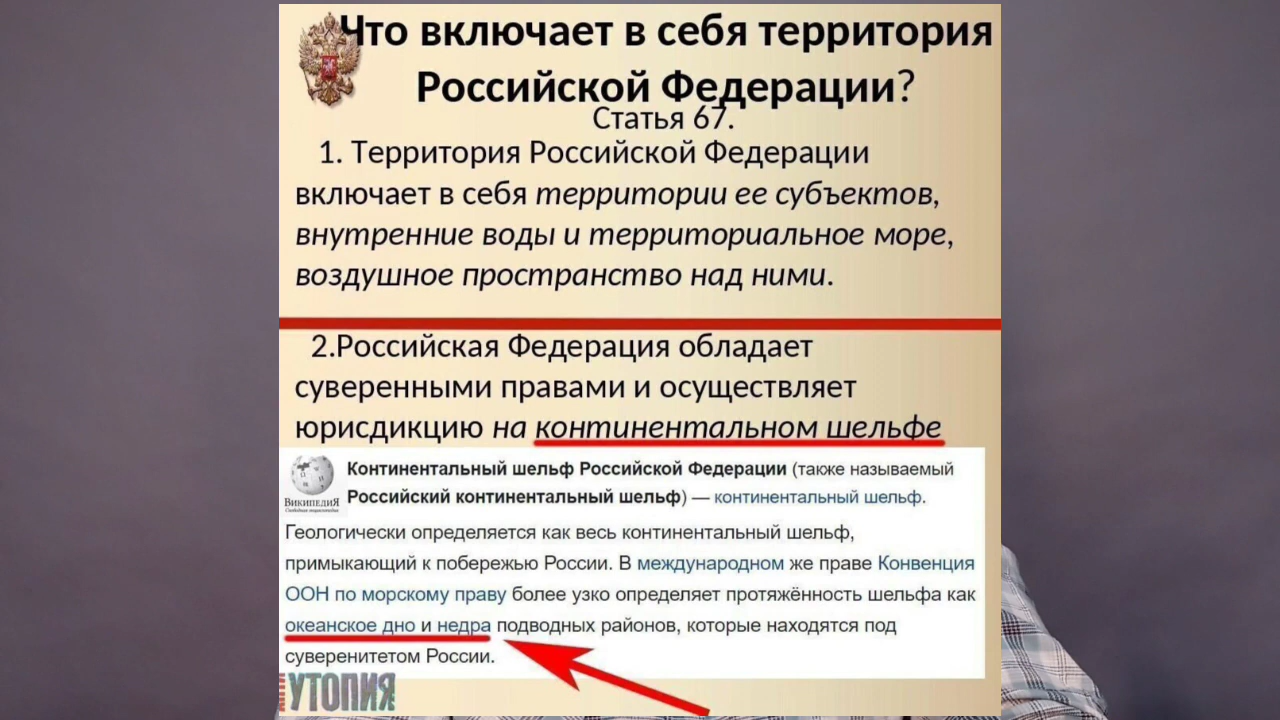 Что включает в себя территория
Российской Федерации?
Статья 67.
1. Территория Российской Федерации
включает в себя территории ее субъектов,
внутренние воды и территориальное море,
воздушное пространство над ними.
2.Российская Федерация обладает
суверенными правами и осуществляет
юрисдикцию на континентальном шельфе
ВИКИПЕДИЯ
Свободная энциклопедия
Континентальный шельф Российской Федерации (также называемый
Российский континентальный шельф) — континентальный шельф.
Геологически определяется как весь континентальный шельф,
примыкающий к побережью России. В международном же праве Конвенция
ООН по морскому праву более узко определяет протяжённость шельфа как
океанское дно и недра подводных районов, которые находятся под
суверенитетом России.
УТОПИЯ